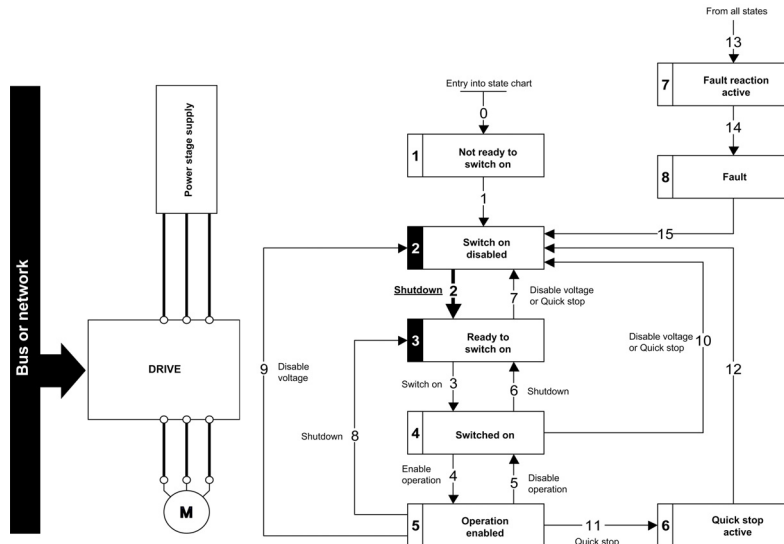 From all states
13
7
Fault reaction
active
14
8
Fault
15
Entry into state chart
0
1
Not ready to
switch on
1
2
Switch on
disabled
Shutdown
2
7
Disable voltage
or Quick stop
3
Ready to
switch on
Switch on
3
6
Shutdown
4
Switched on
Enable
operation
4
5
Disable
operation
5
Operation
enabled
11
Quick stop
6
Quick stop
active
9
Disable
voltage
Shutdown
8
Disable voltage
or Quick stop
10
12
Bus or network
Power stage supply
DRIVE
M